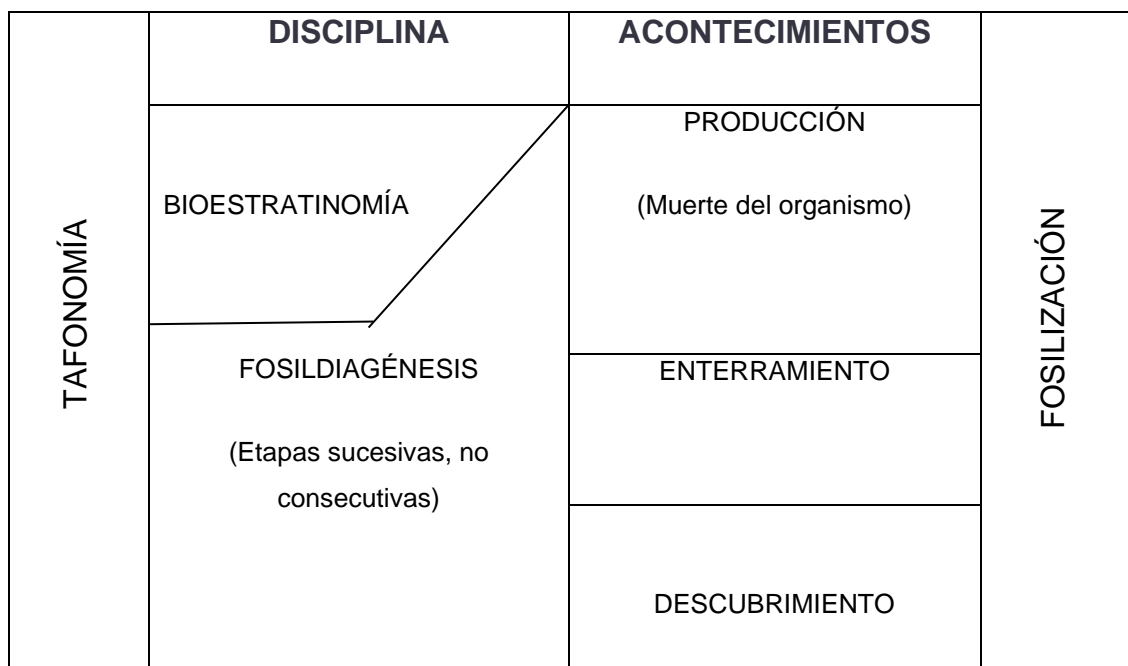 TAFONOMÍA
DISCIPLINA
ACONTECIMIENTOS
BIOESTRATINOMÍA
PRODUCCIÓN
(Muerte del organismo)
FOSILDIAGÉNESIS
(Etapas sucesivas, no
consecutivas)
ENTERRAMIENTO
DESCUBRIMIENTO
FOSILIZACIÓN